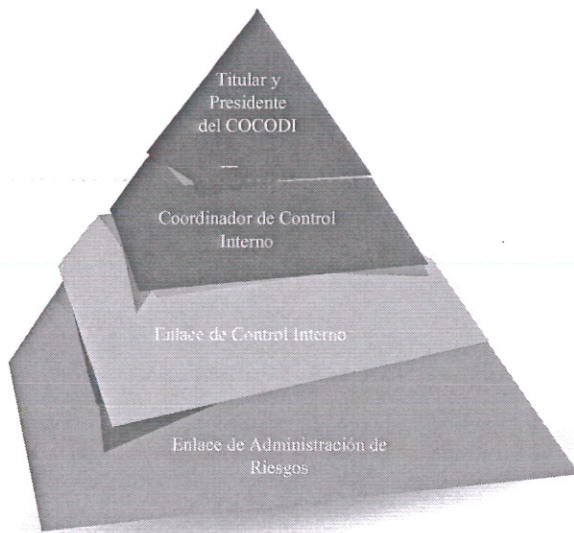 Titular y
Presidente
del COCODI
Coordinador de Control
Interno
Enlace de Control Interno
Enlace de Administración de
Riesgos